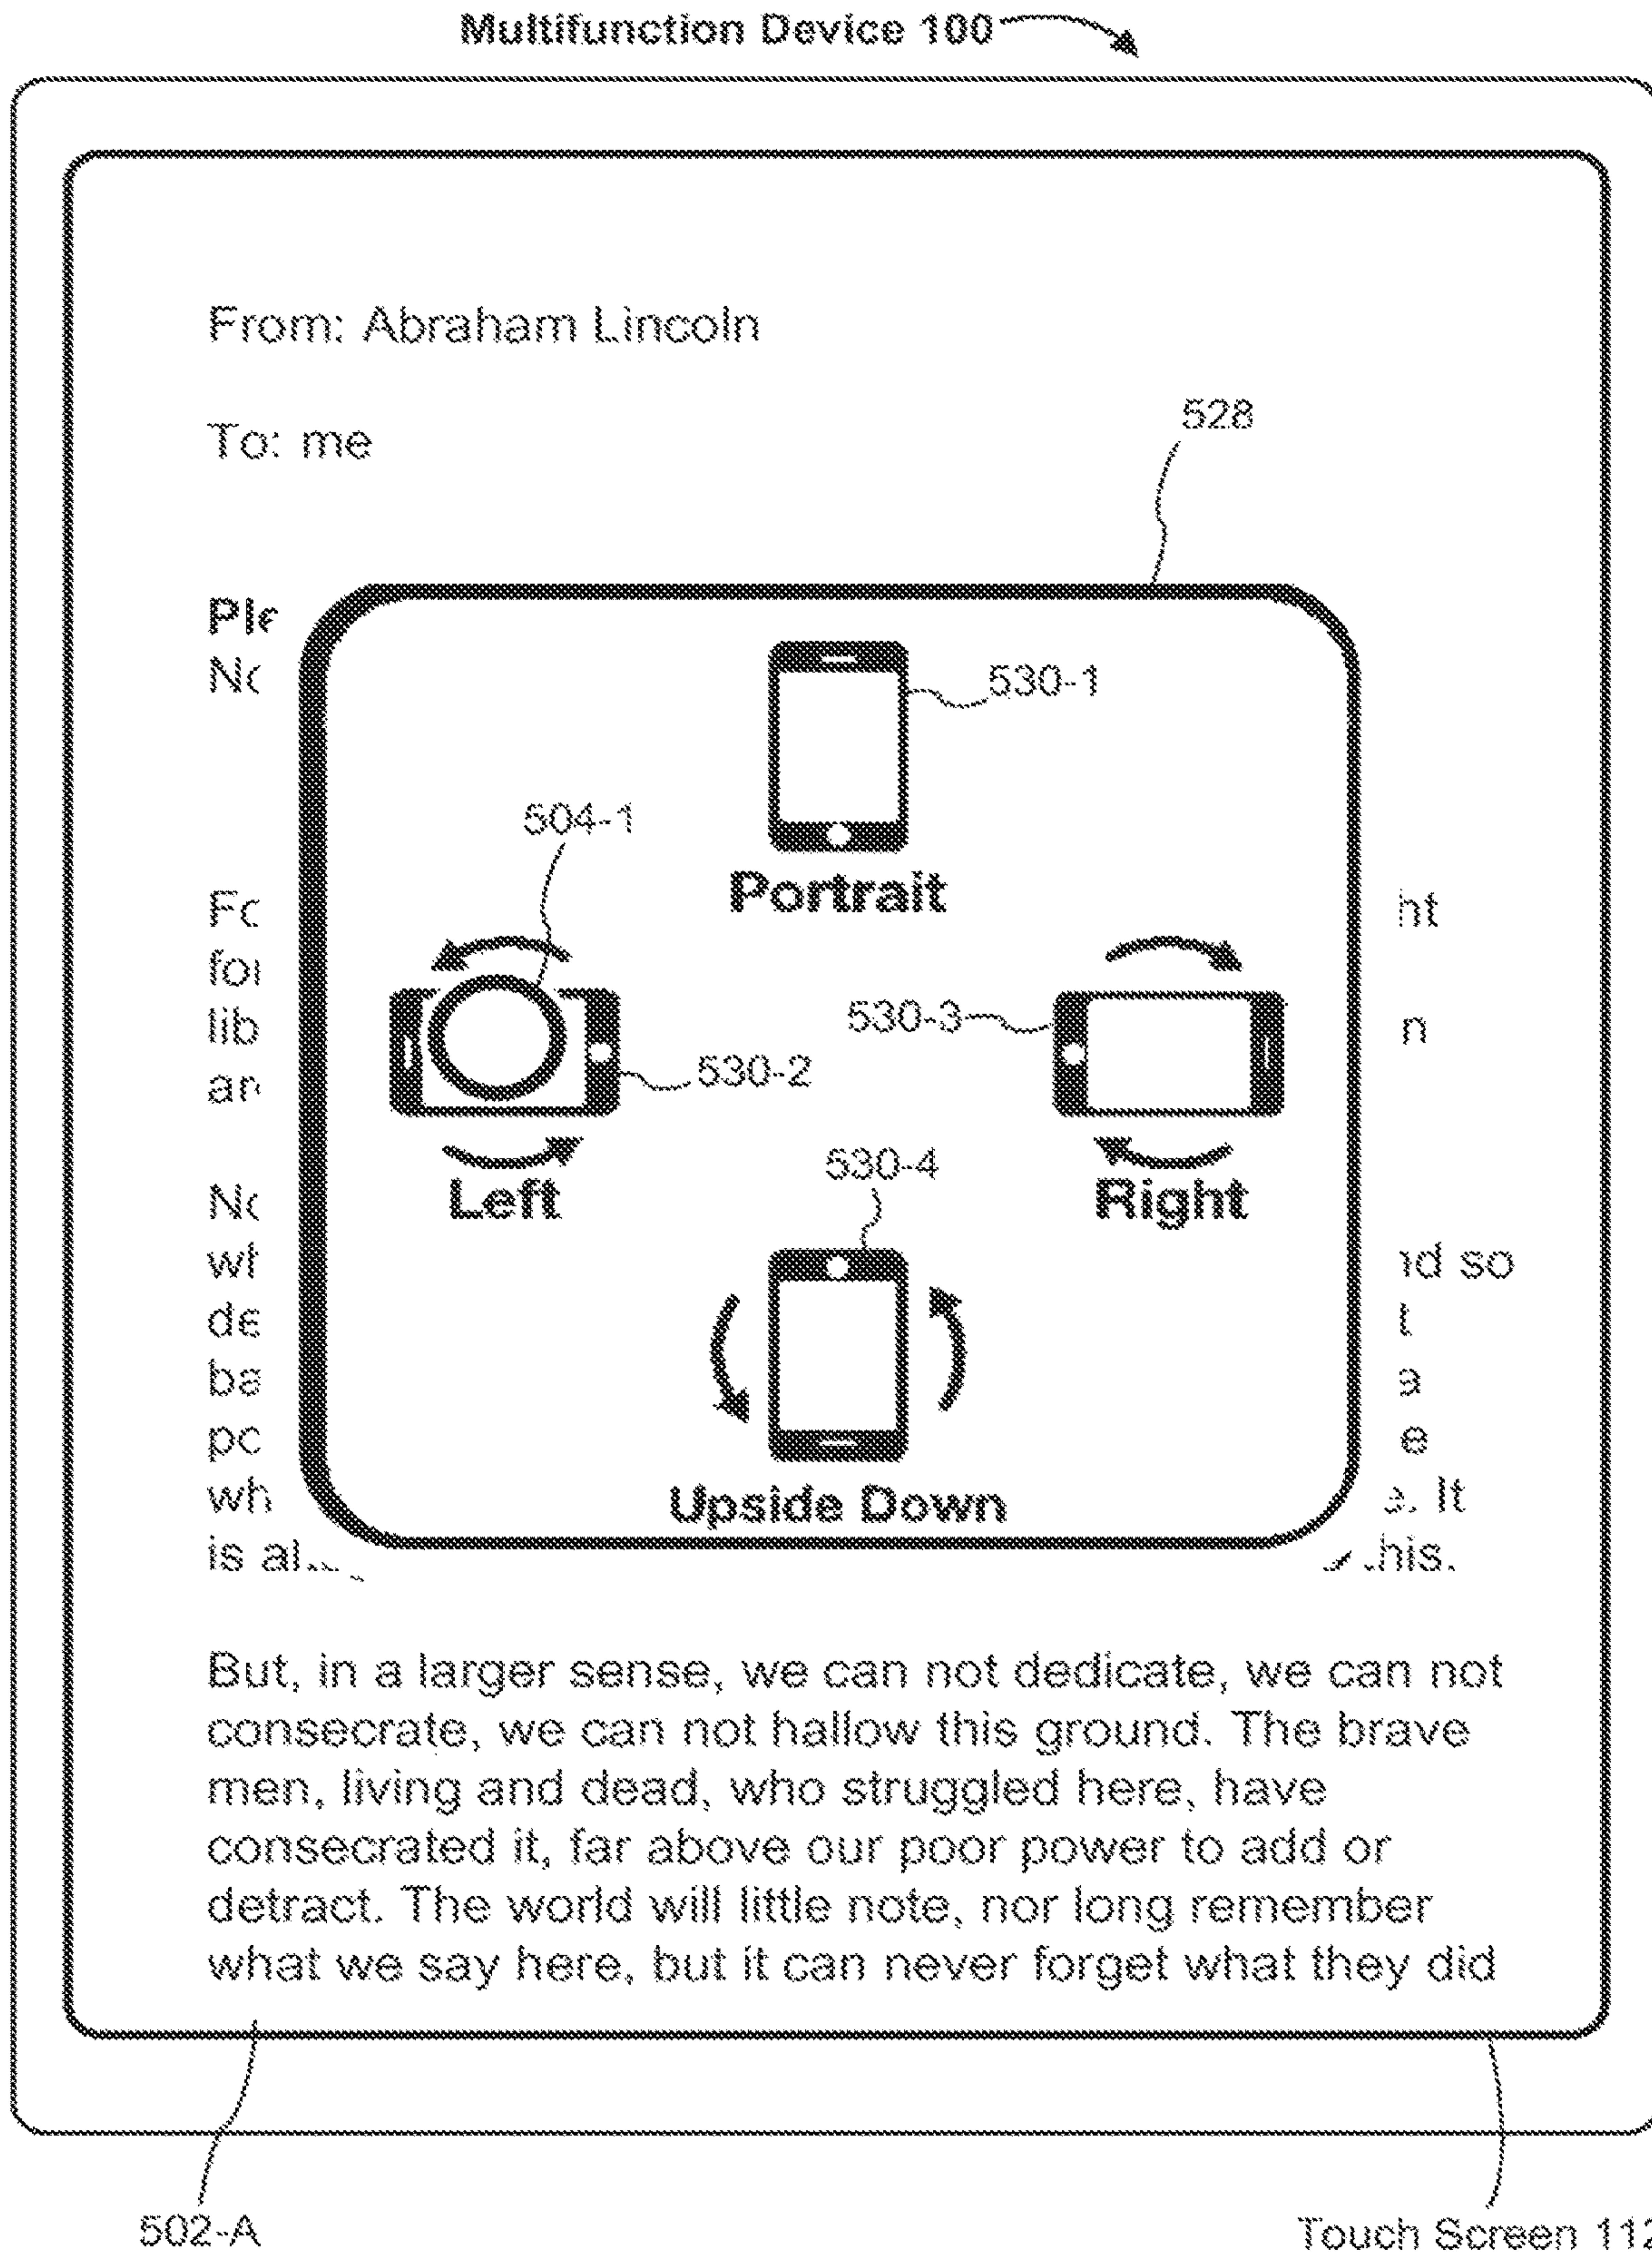 Multifunction Device 100
From: Abraham Lincoln
528
To: me
530-1
504-1
Portrait
ht
lib
530-3
n
530-2
530-4
Left
Right
nd so
wh
e. It
is al
his.
Upside Down
But, in a larger sense, we can not dedicate, we can not
consecrate, we can not hallow this ground. The brave
men, living and dead, who struggled here, have
consecrated it, far above our poor power to add or
detract. The world will little note, nor long remember
what we say here, but it can never forget what they did
502-A
Touch Screen 112